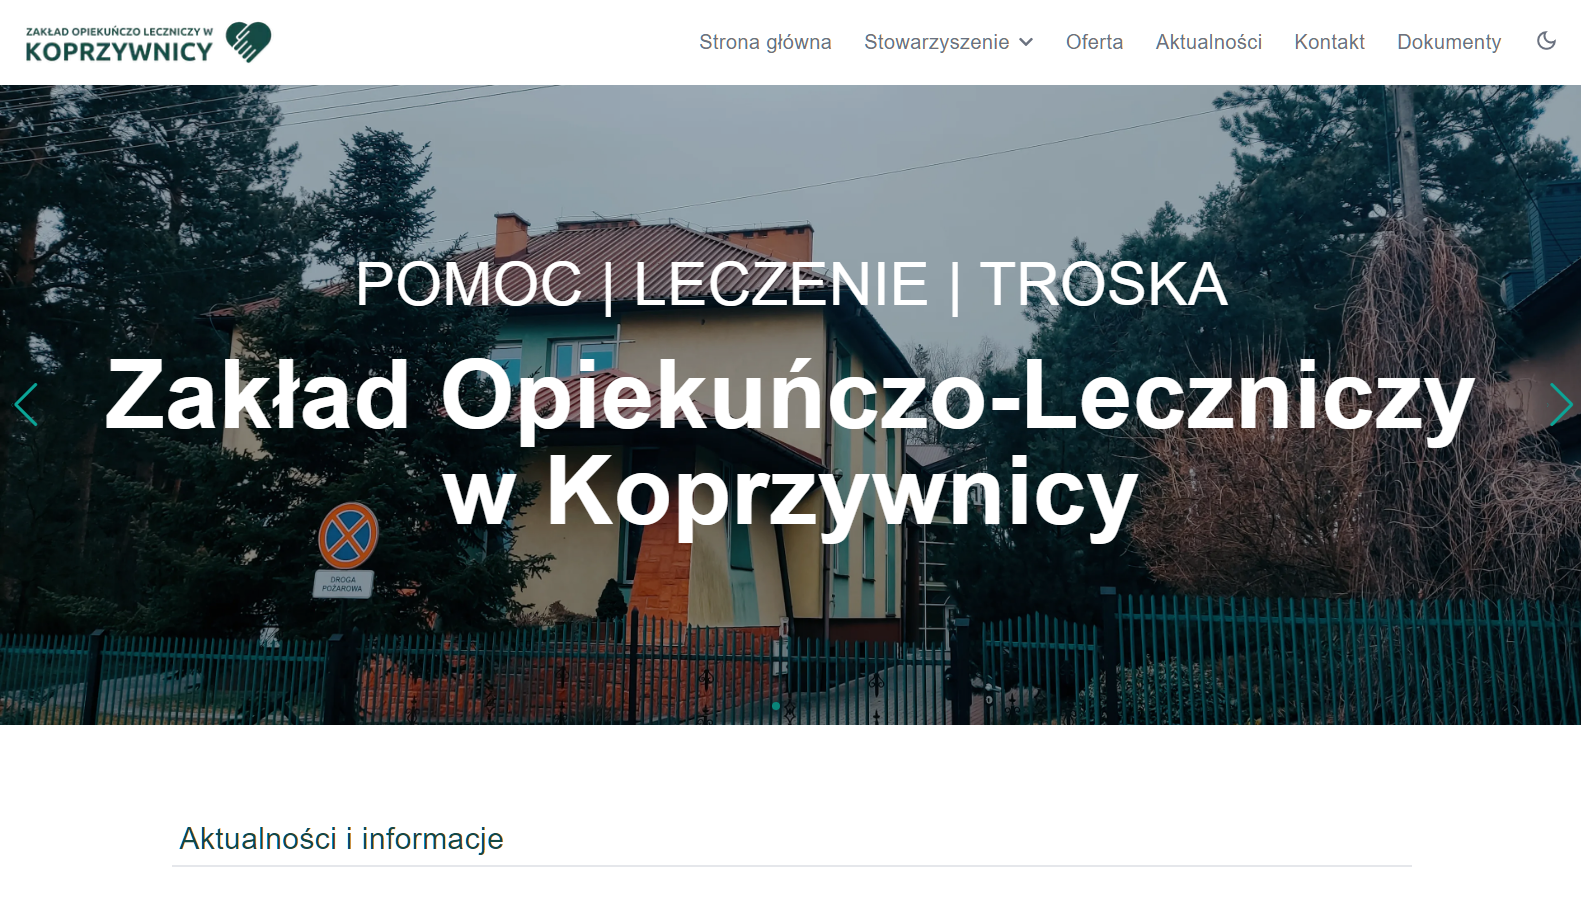 ZAKŁAD OPIEKUŃCZO LECZNICZY W
KOPRZYWNICY
Strona główna
Stowarzyszenie
Oferta
Aktualności
Kontakt
Dokumenty
POMOC | LECZENIE | TROSKA
Zakład Opiekuńczo-Leczniczy
w Koprzywnicy
DROGA
POŻAROWA
Aktualności i informacje